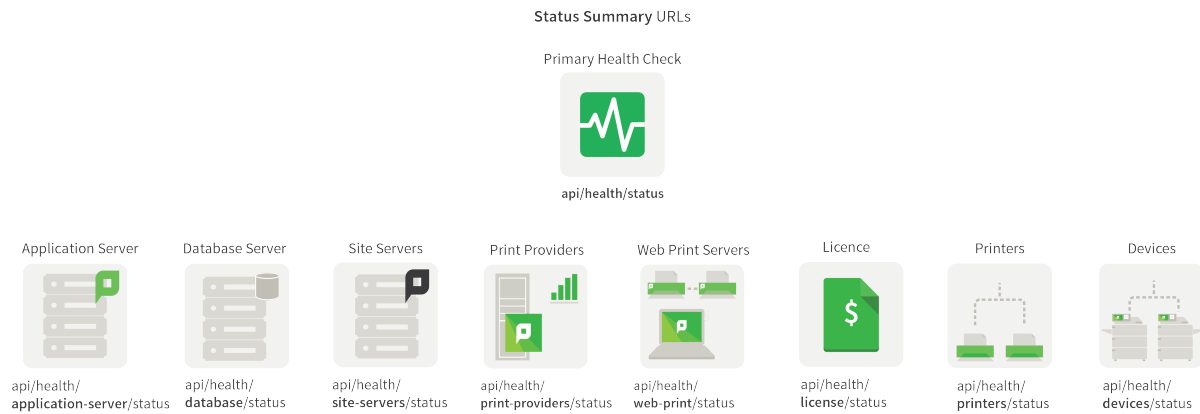 Status Summary URLs
Primary Health Check
api/health/status
Application Server
Database Server
Site Servers
Print Providers
Web Print Servers
Licence
Printers
Devices
$
api/health/
application-server/status
api/health/
database/status
api/health/
site-servers/status
api/health/
print-providers/status
api/health/
web-print/status
api/health/
license/status
api/health/
printers/status
api/health/
devices/status